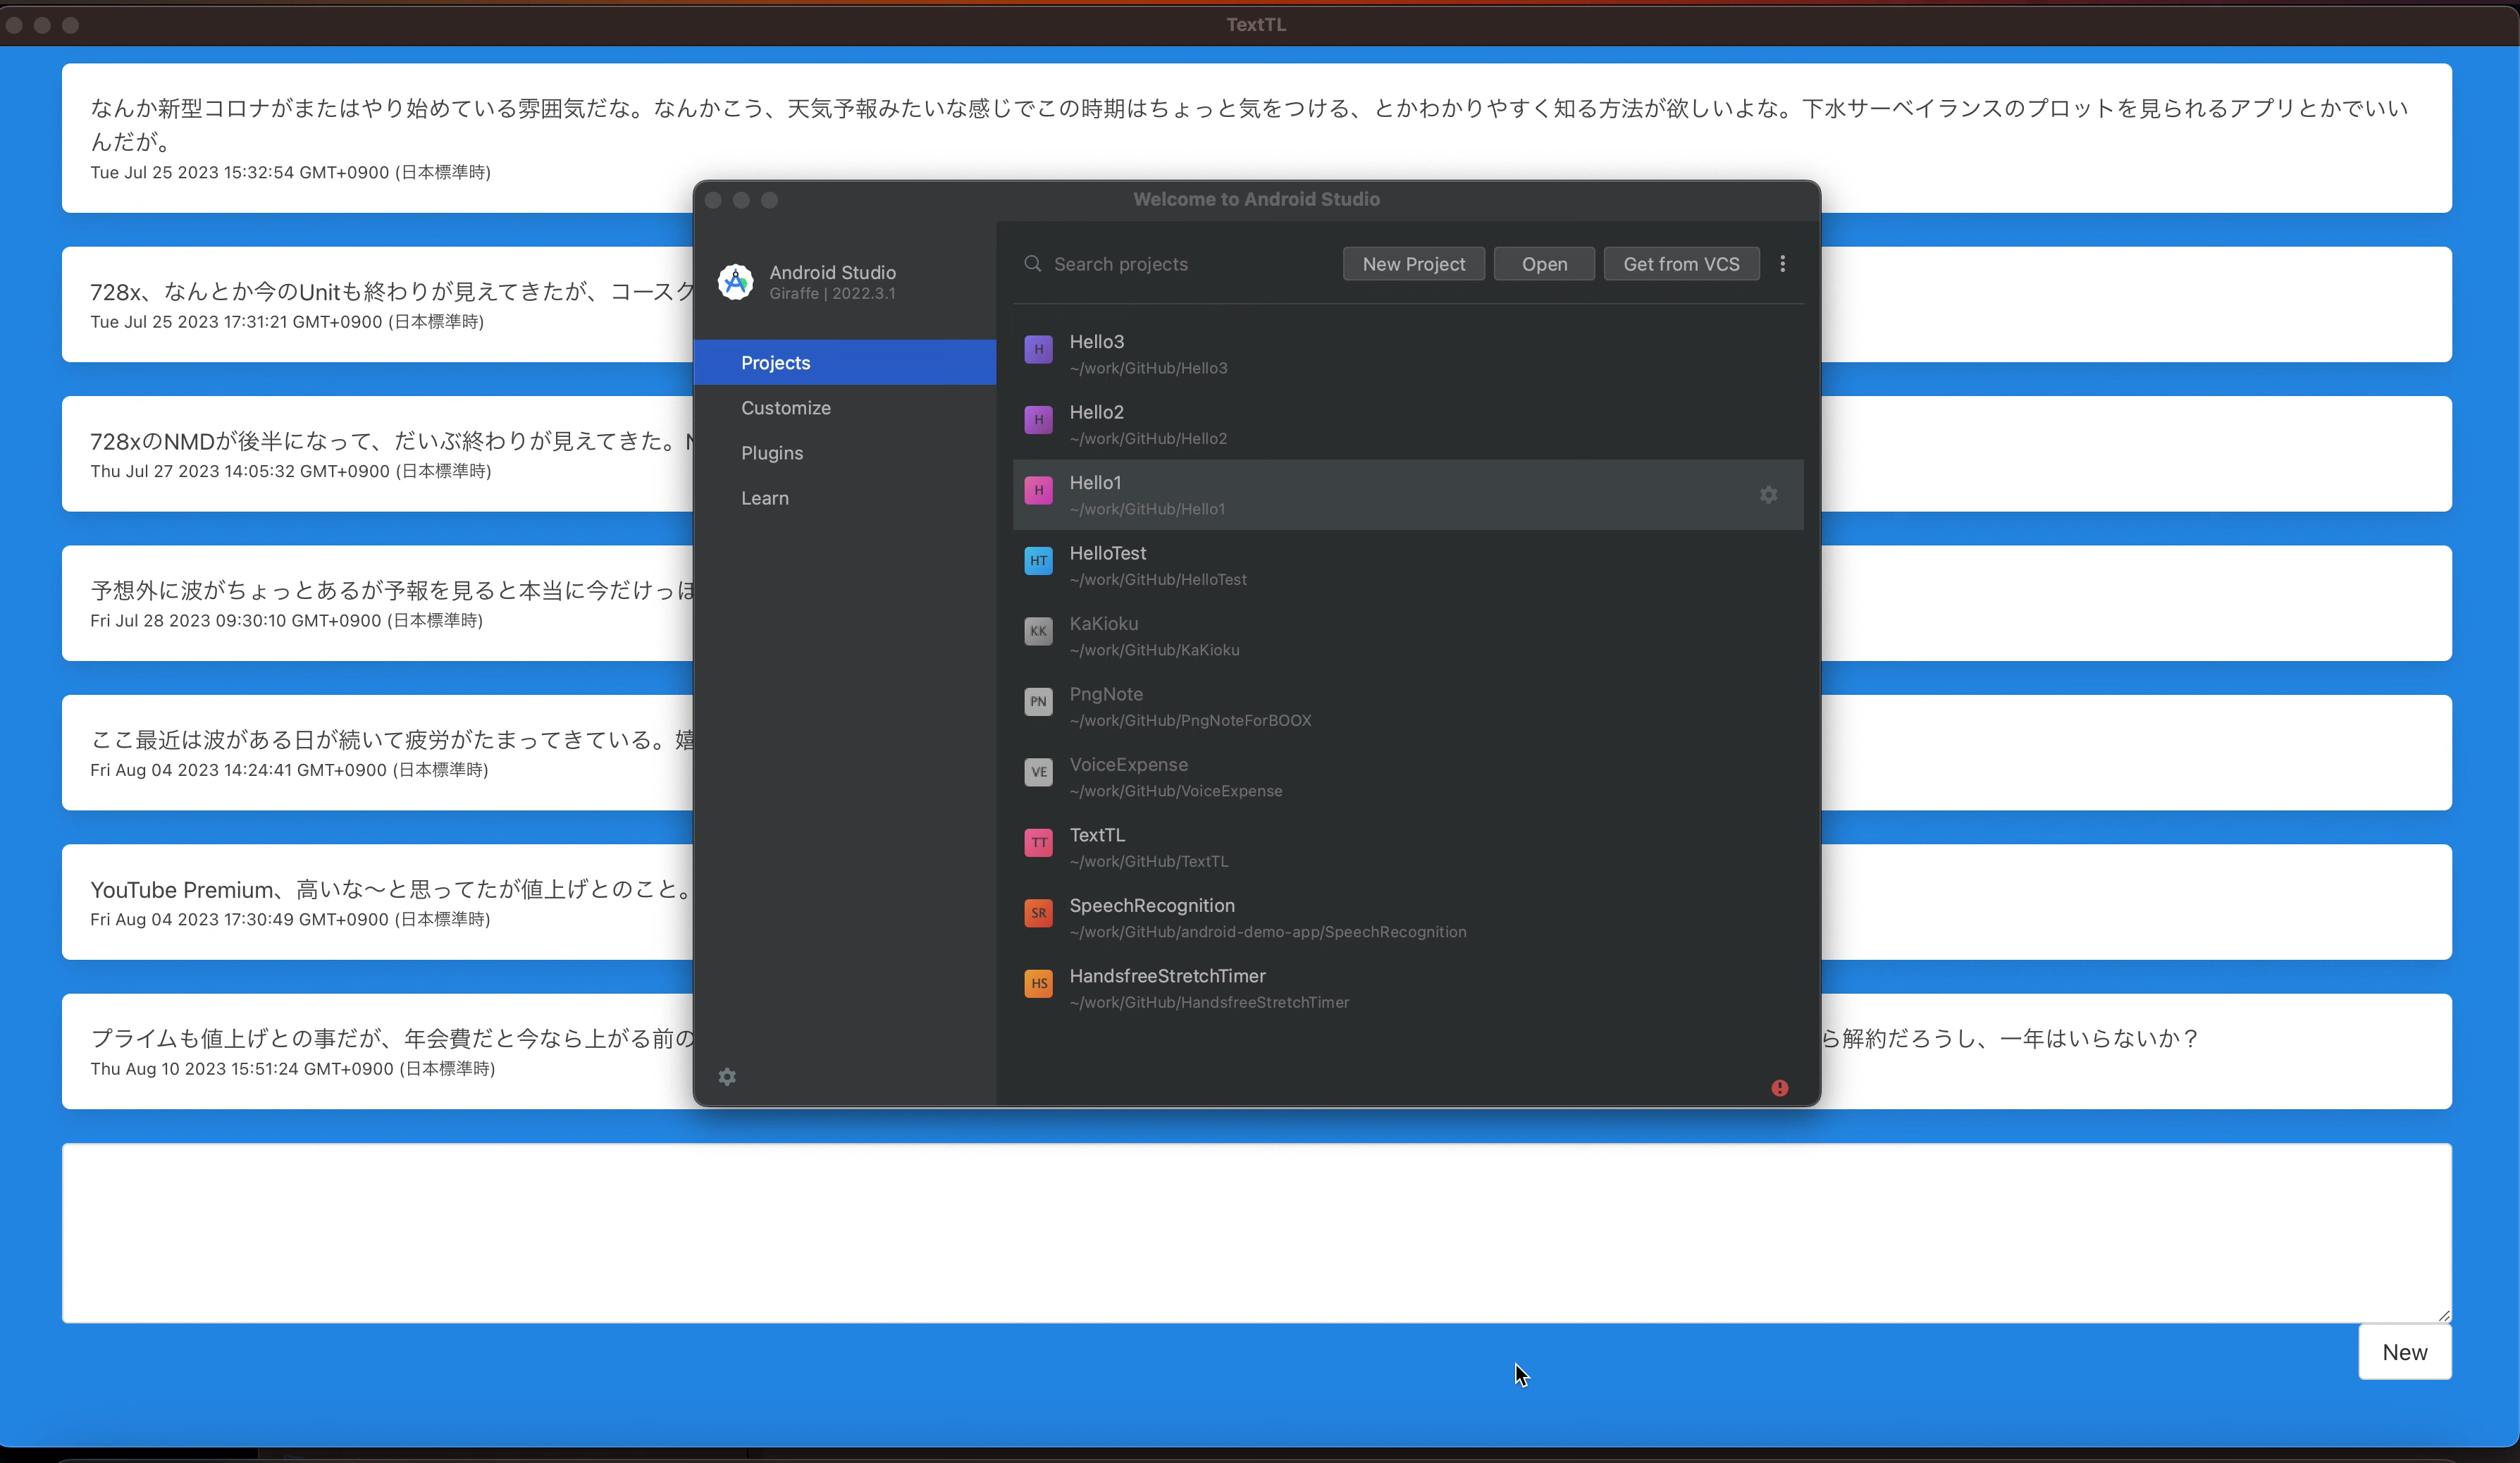 TextTL
なんか新型コロナがまたはやり始めている雰囲気だな。なんかこう、天気予報みたいな感じでこの時期はちょっと気をつける、とかわかりやすく知る方法が欲しいよな。下水サーベイランスのプロットを見られるアプリとかでいい
んだが。
Tue Jul 25 2023 15:32:54 GMT+0900 (日本標準時)
728x、なんとか今のUnitも終わりが見えてきたが、コースク
Tue Jul 25 2023 17:31:21 GMT+0900 (日本標準時)
728xのNMDが後半になって、だいぶ終わりが見えてきた。
Thu Jul 27 2023 14:05:32 GMT+0900 (日本標準時)
予想外に波がちょっとあるが予報を見ると本当に今だけっぽ
Fri Jul 28 2023 09:30:10 GMT+0900 (日本標準時)
ここ最近は波がある日が続いて疲労がたまってきている。嬉
Fri Aug 04 2023 14:24:41 GMT+0900 (日本標準時)
YouTube Premium、高いな〜と思ってたが値上げとのこと。
Fri Aug 04 2023 17:30:49 GMT+0900 (日本標準時)
プライムも値上げとの事だが、年会費だと今なら上がる前の
ら解約だろうし、一年はいらないか？
Thu Aug 10 2023 15:51:24 GMT+0900 (日本標準時)
New
Welcome to Android Studio
Android Studio
Giraffe | 2022.3.1
Projects
Customize
Plugins
Learn
Search projects
New Project
Open
Get from VCS
H
Hello3
~/work/GitHub/Hello3
H
Hello2
~/work/GitHub/Hello2
H
Hello1
~/work/GitHub/Hello1
HT
HelloTest
~/work/GitHub/HelloTest
KK
KaKioku
~/work/GitHub/KaKioku
PN
PngNote
~/work/GitHub/PngNoteForBOOX
VE
VoiceExpense
~/work/GitHub/VoiceExpense
TT
TextTL
~/work/GitHub/TextTL
SR
SpeechRecognition
~/work/GitHub/android-demo-app/SpeechRecognition
HS
HandsfreeStretchTimer
~/work/GitHub/HandsfreeStretchTimer